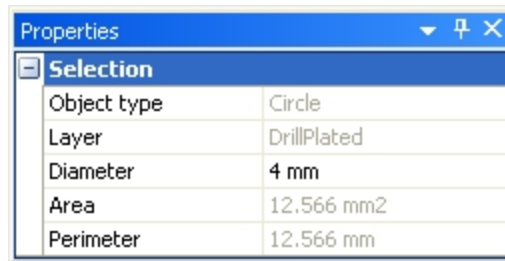 Properties
Selection
Object type Circle
Layer DrillPlated
Diameter 4 mm
Area 12.566 mm2
Perimeter 12.566 mm